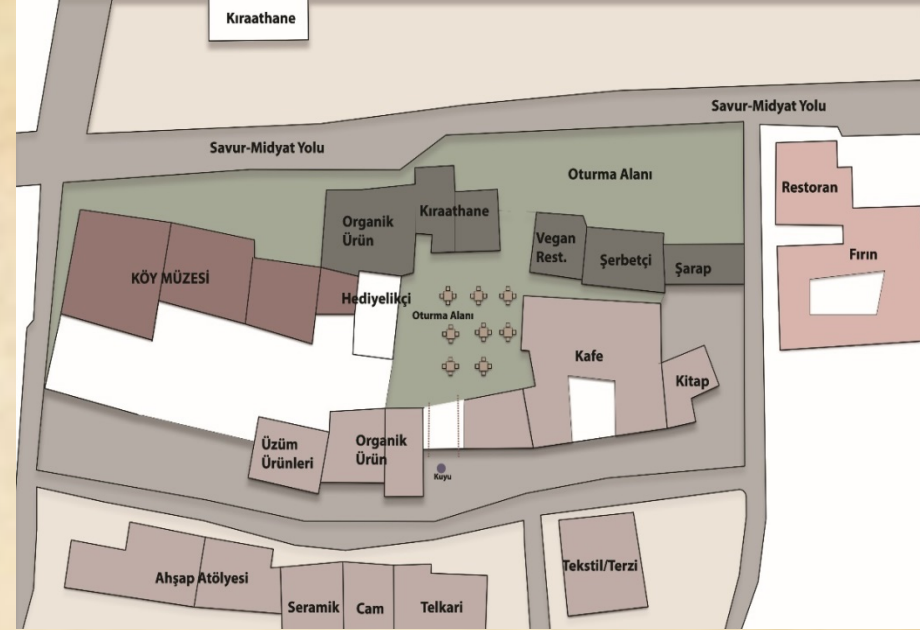 Kıraathane
Savur-Midyat Yolu
Savur-Midyat Yolu
Oturma Alanı
Restoran
Organik
Ürün
Kıraathane
Vegan
Rest.
Şerbetçi
Şarap
Fırın
KÖY MÜZESİ
Hediyelikçi
Oturma Alanı
Kafe
Kitap
Üzüm
Ürünleri
Organik
Ürün
Kuyu
Ahşap Atölyesi
Tekstil/Terzi
Seramik
Cam
Telkari